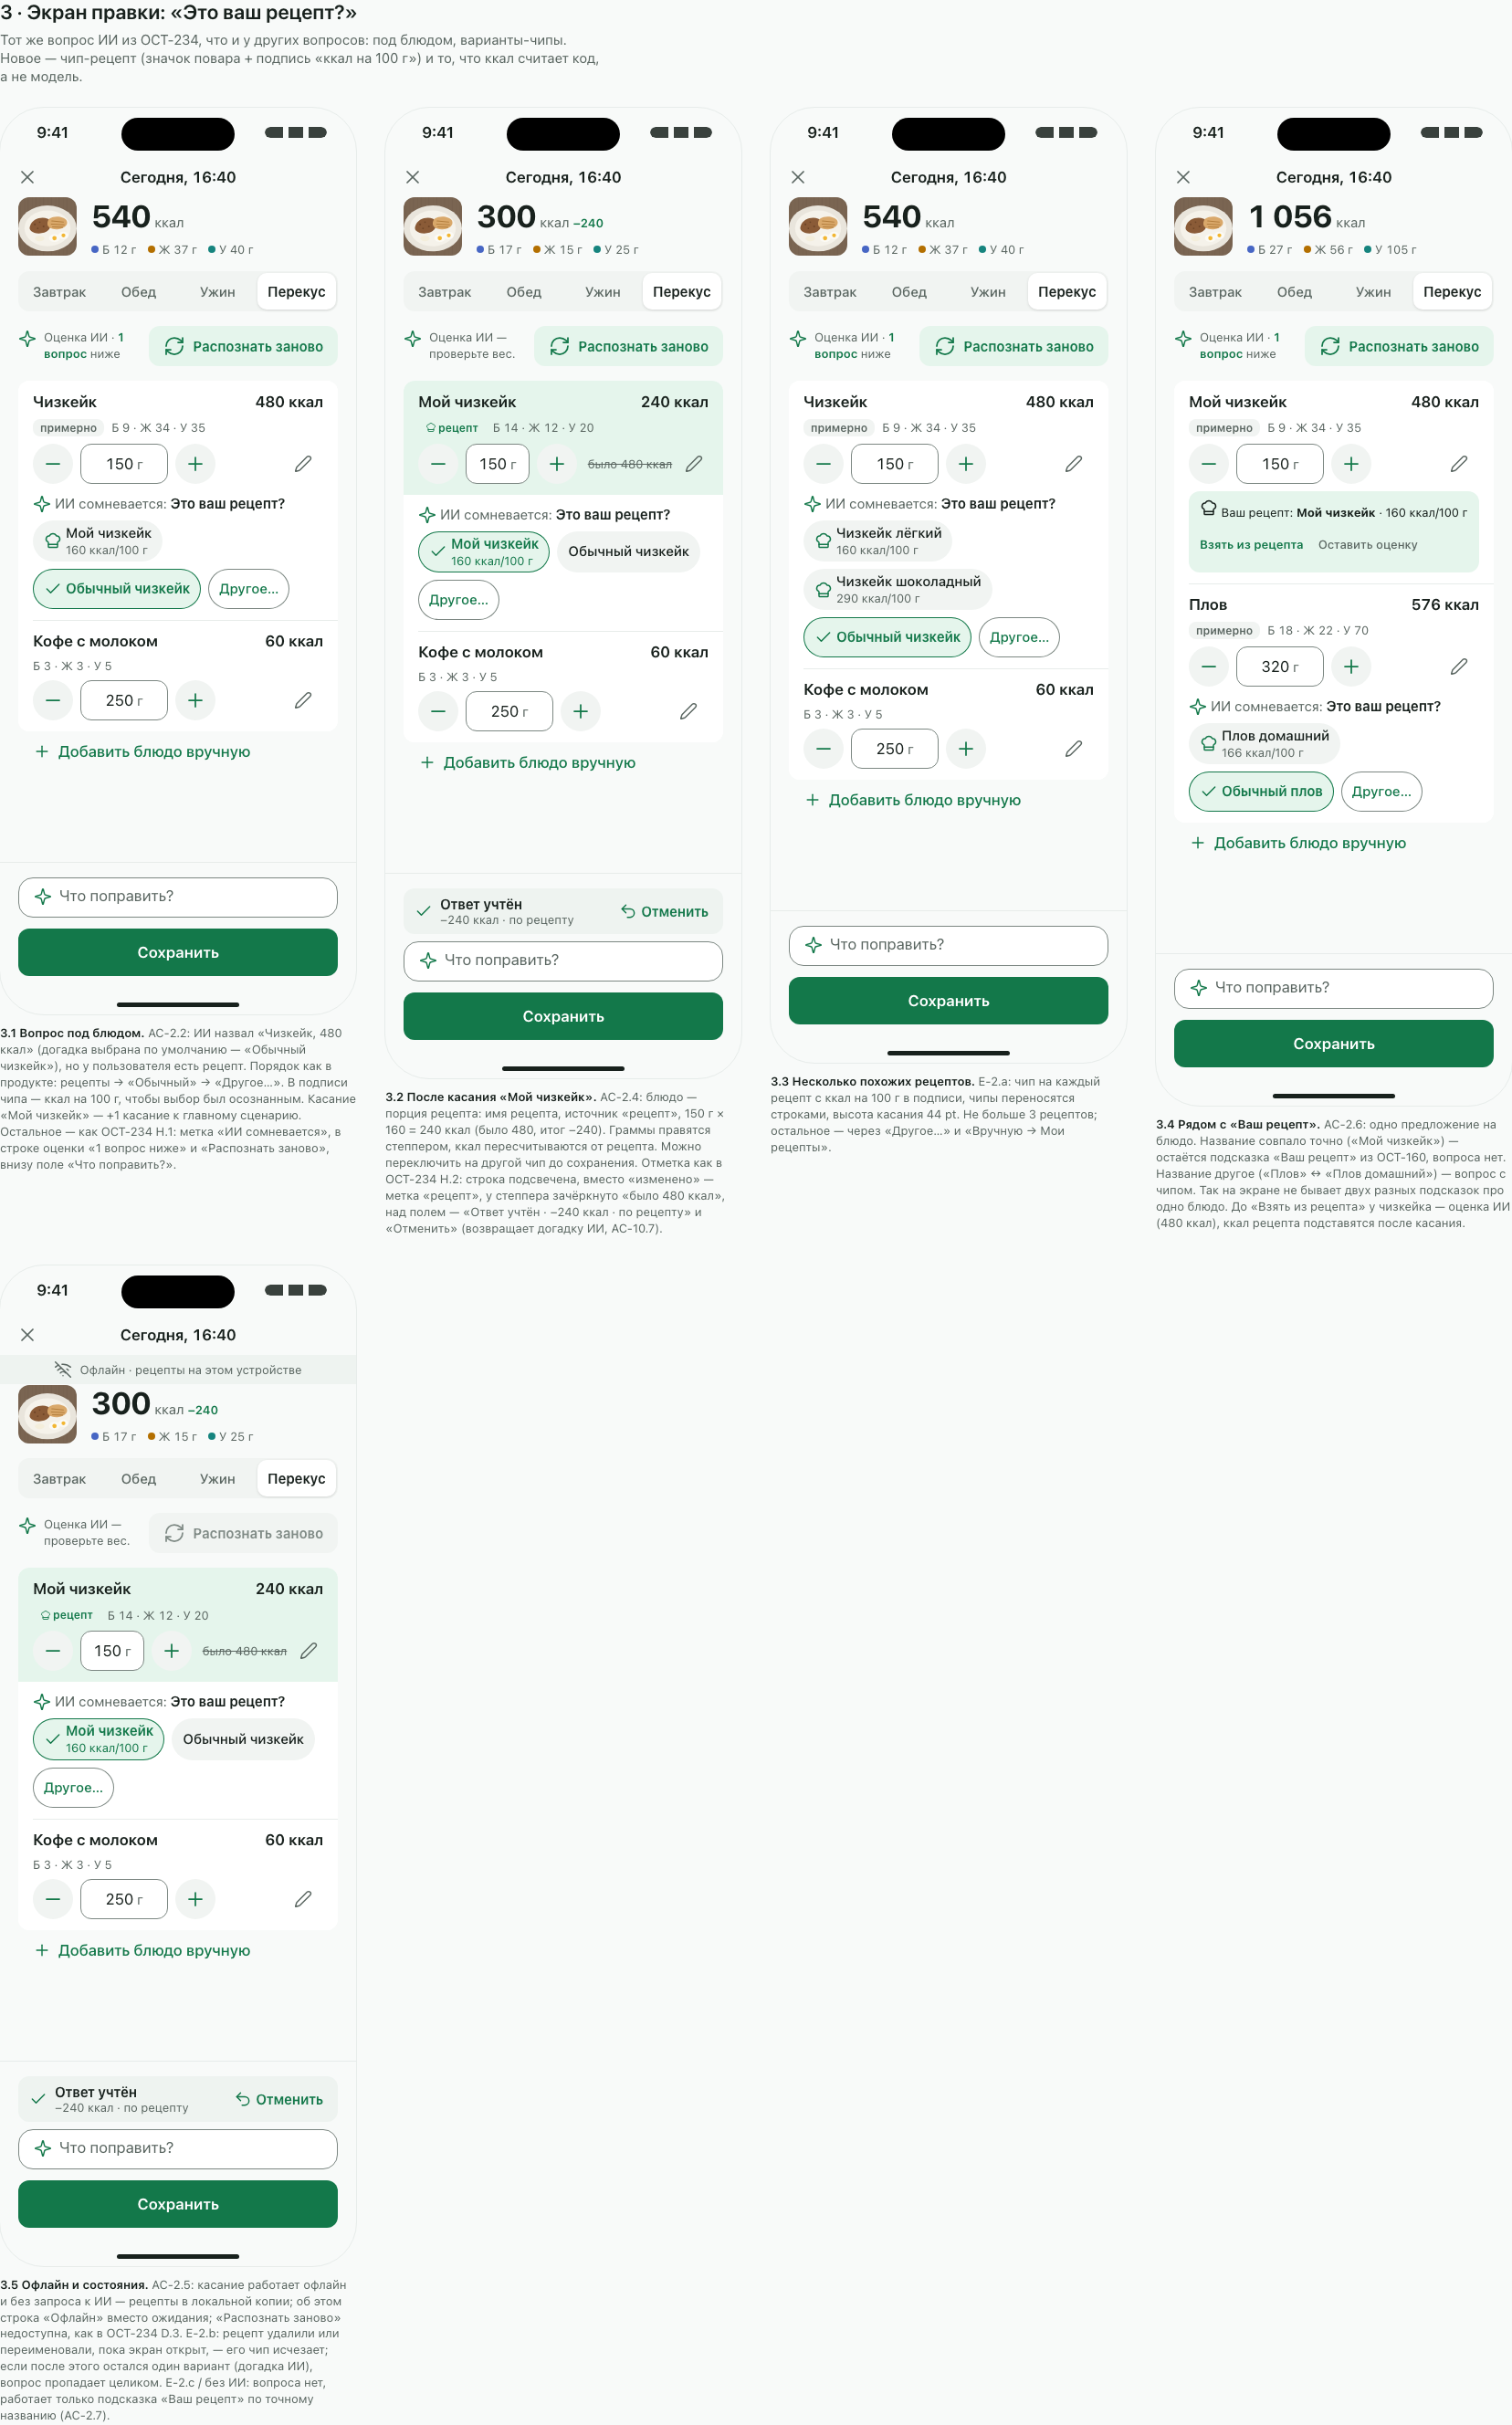 3 · Экран правки: «Это ваш рецепт?»
Тот же вопрос ИИ из ОСТ-234, что и у других вопросов: под блюдом, варианты-чипы.
Новое — чип-рецепт (значок повара + подпись «ккал на 100 г») и то, что ккал считает код,
а не модель.
9:41
Сегодня, 16:40
540 ккал
Б 12 г Ж 37 г У 40 г
Завтрак Обед Ужин Перекус
Оценка ИИ · 1
вопрос ниже
Распознать заново
Чизкейк 480 ккал
примерно Б 9 · Ж 34 · У 35
150 г
ИИ сомневается: Это ваш рецепт?
Мой чизкейк
160 ккал/100 г
Обычный чизкейк Другое...
Кофе с молоком 60 ккал
Б 3 · Ж 3 · У 5
250 г
Добавить блюдо вручную
Что поправить?
Сохранить
3.1 Вопрос под блюдом. АС-2.2: ИИ назвал «Чизкейк, 480
ккал» (догадка выбрана по умолчанию — «Обычный
чизкейк»), но у пользователя есть рецепт. Порядок как в
продукте: рецепты → «Обычный» → «Другое…». В подписи
чипа — ккал на 100 г, чтобы выбор был осознанным. Касание
«Мой чизкейк» — +1 касание к главному сценарию.
Остальное — как ОСТ-234 Н.1: метка «ИИ сомневается», в
строке оценки «1 вопрос ниже» и «Распознать заново»,
внизу поле «Что поправить?».
9:41
Сегодня, 16:40
300 ккал −240
Б 17 г Ж 15 г У 25 г
Завтрак Обед Ужин Перекус
Оценка ИИ —
проверьте вес.
Распознать заново
Мой чизкейк 240 ккал
рецепт Б 14 · Ж 12 · У 20
150 г было 480 ккал
ИИ сомневается: Это ваш рецепт?
Мой чизкейк
160 ккал/100 г
Обычный чизкейк
Другое...
Кофе с молоком 60 ккал
Б 3 · Ж 3 · У 5
250 г
Добавить блюдо вручную
Ответ учтён
−240 ккал · по рецепту
Отменить
Что поправить?
Сохранить
3.2 После касания «Мой чизкейк». АС-2.4: блюдо —
порция рецепта: имя рецепта, источник «рецепт», 150 г ×
160 = 240 ккал (было 480, итог −240). Граммы правятся
степпером, ккал пересчитываются от рецепта. Можно
переключить на другой чип до сохранения. Отметка как в
ОСТ-234 Н.2: строка подсвечена, вместо «изменено» —
метка «рецепт», у степпера зачёркнуто «было 480 ккал»,
над полем — «Ответ учтён · −240 ккал · по рецепту» и
«Отменить» (возвращает догадку ИИ, АС-10.7).
9:41
Сегодня, 16:40
540 ккал
Б 12 г Ж 37 г У 40 г
Завтрак Обед Ужин Перекус
Оценка ИИ · 1
вопрос ниже
Распознать заново
Чизкейк 480 ккал
примерно Б 9 · Ж 34 · У 35
150 г
ИИ сомневается: Это ваш рецепт?
Чизкейк лёгкий
160 ккал/100 г
Чизкейк шоколадный
290 ккал/100 г
Обычный чизкейк Другое...
Кофе с молоком 60 ккал
Б 3 · Ж 3 · У 5
250 г
Добавить блюдо вручную
Что поправить?
Сохранить
3.3 Несколько похожих рецептов. Е-2.а: чип на каждый
рецепт с ккал на 100 г в подписи, чипы переносятся
строками, высота касания 44 pt. Не больше 3 рецептов;
остальное — через «Другое…» и «Вручную → Мои
рецепты».
9:41
Сегодня, 16:40
1 056 ккал
Б 27 г Ж 56 г У 105 г
Завтрак Обед Ужин Перекус
Оценка ИИ · 1
вопрос ниже
Распознать заново
Мой чизкейк 480 ккал
примерно Б 9 · Ж 34 · У 35
150 г
Ваш рецепт: Мой чизкейк · 160 ккал/100 г
Взять из рецепта Оставить оценку
Плов 576 ккал
примерно Б 18 · Ж 22 · У 70
320 г
ИИ сомневается: Это ваш рецепт?
Плов домашний
166 ккал/100 г
Обычный плов Другое...
Добавить блюдо вручную
Что поправить?
Сохранить
3.4 Рядом с «Ваш рецепт». АС-2.6: одно предложение на
блюдо. Название совпало точно («Мой чизкейк») —
остаётся подсказка «Ваш рецепт» из ОСТ-160, вопроса нет.
Название другое («Плов» ↔ «Плов домашний») — вопрос с
чипом. Так на экране не бывает двух разных подсказок про
одно блюдо. До «Взять из рецепта» у чизкейка — оценка ИИ
(480 ккал), ккал рецепта подставятся после касания.
9:41
Сегодня, 16:40
Офлайн · рецепты на этом устройстве
300 ккал −240
Б 17 г Ж 15 г У 25 г
Завтрак Обед Ужин Перекус
Оценка ИИ —
проверьте вес.
Распознать заново
Мой чизкейк 240 ккал
рецепт Б 14 · Ж 12 · У 20
150 г было 480 ккал
ИИ сомневается: Это ваш рецепт?
Мой чизкейк
160 ккал/100 г
Обычный чизкейк
Другое...
Кофе с молоком 60 ккал
Б 3 · Ж 3 · У 5
250 г
Добавить блюдо вручную
Ответ учтён
−240 ккал · по рецепту
Отменить
Что поправить?
Сохранить
3.5 Офлайн и состояния. АС-2.5: касание работает офлайн
и без запроса к ИИ — рецепты в локальной копии; об этом
строка «Офлайн» вместо ожидания; «Распознать заново»
недоступна, как в ОСТ-234 D.3. Е-2.b: рецепт удалили или
переименовали, пока экран открыт, — его чип исчезает;
если после этого остался один вариант (догадка ИИ),
вопрос пропадает целиком. Е-2.с / без ИИ: вопроса нет,
работает только подсказка «Ваш рецепт» по точному
названию (АС-2.7).